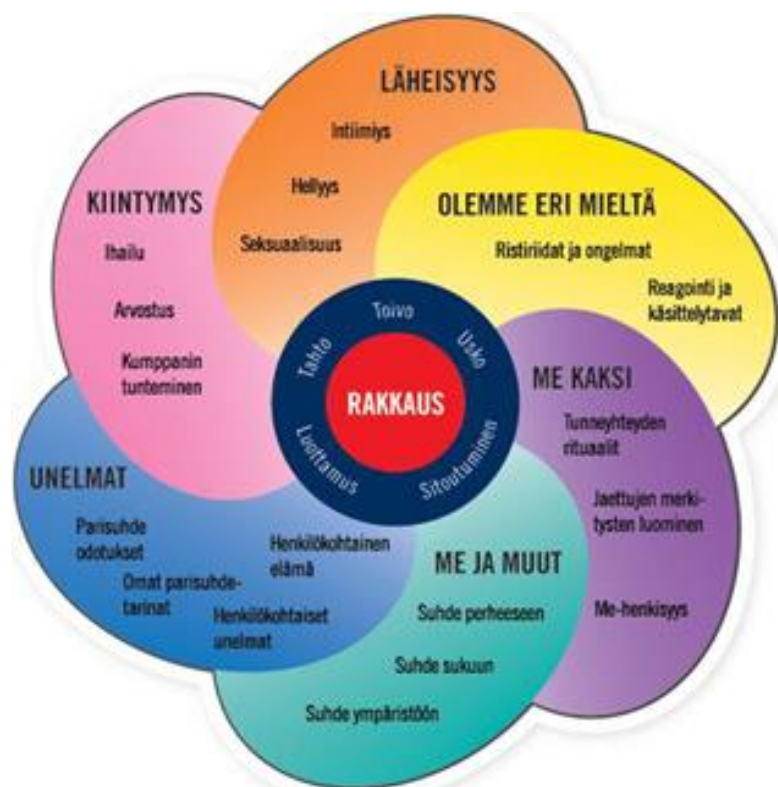 LÄHEISYYS
Intiimiys
Hellyys
Seksuaalisuus
OLEMME ERI MIELTÄ
Ristiriidat ja ongelmat
Reagointi ja
käsittelytavat
ME KAKSI
Tunneyhteyden
rituaalit
Jaettujen merki-
tysten luominen
Me-henkisyys
ME JA MUUT
Suhde perheeseen
Suhde sukuun
Suhde ympäristöön
UNELMAT
Parisuhde
odotukset
Omat parisuhde-
tarinat
Henkilökohtainen
elämä
Henkilökohtaiset
unelmat
KIINTYMYS
Ihailu
Arvostus
Kumppanin
tunteminen
Tahto
Toivo
Usko
Sitoutuminen
Luottamus
RAKKAUS